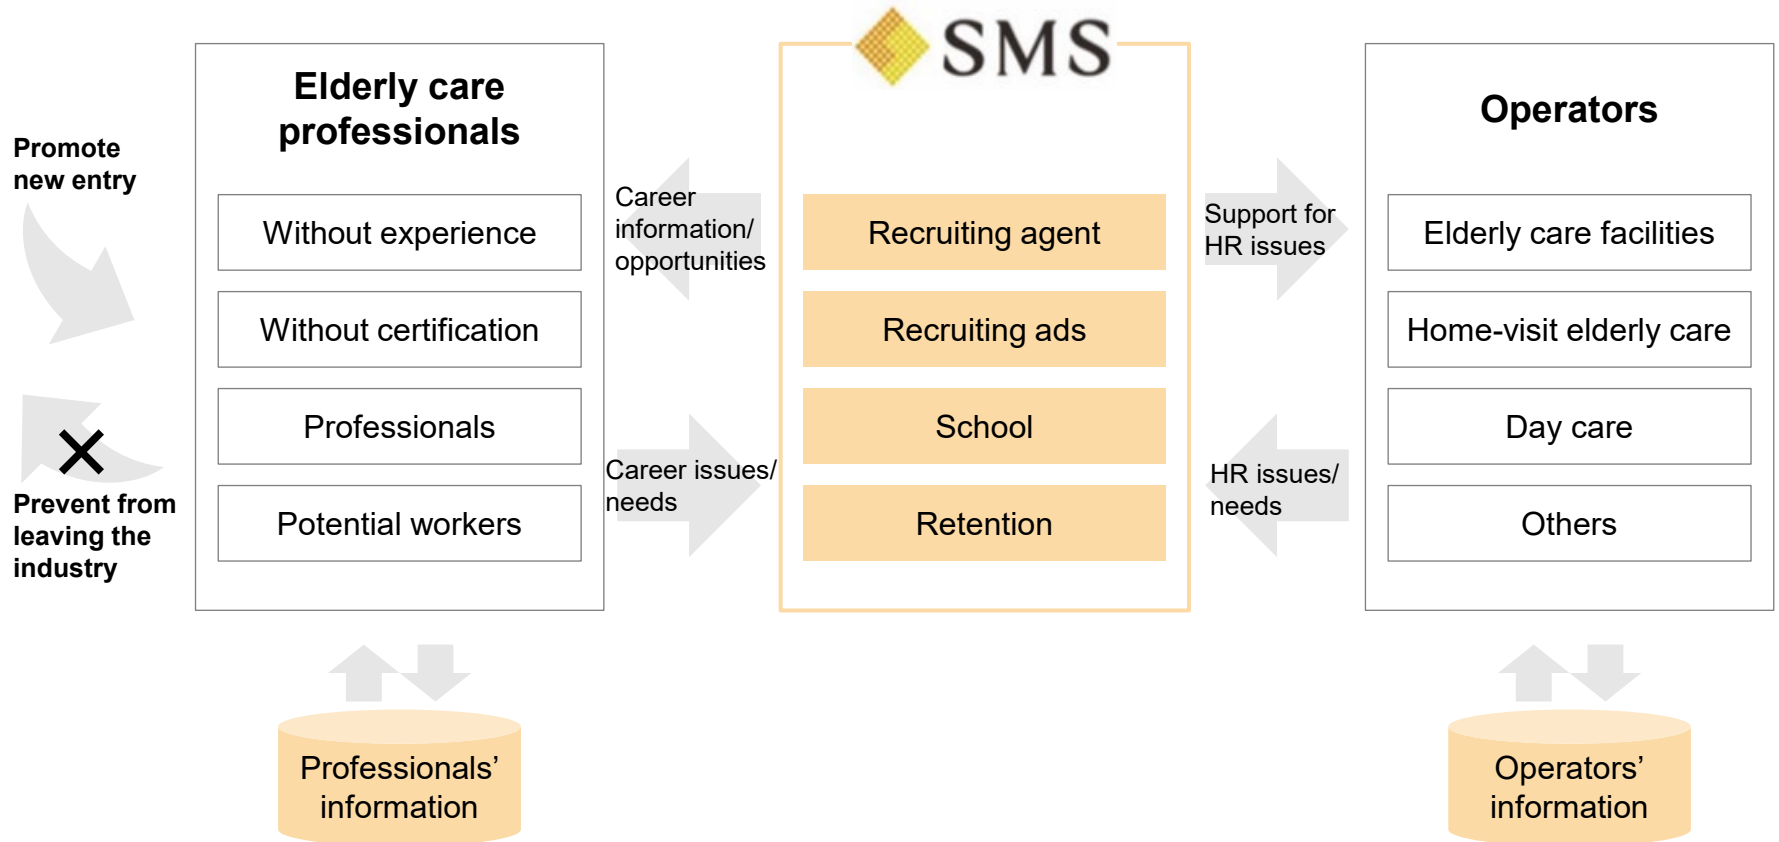 SMS
Elderly care
professionals
Operators
Promote
new entry
Without experience
Without certification
Professionals
Potential workers
Prevent from
leaving the
industry
Career
information/
opportunities
Career issues/
needs
Recruiting agent
Recruiting ads
School
Retention
Support for
HR issues
HR issues/
needs
Elderly care facilities
Home-visit elderly care
Day care
Others
Professionals’
information
Operators’
information